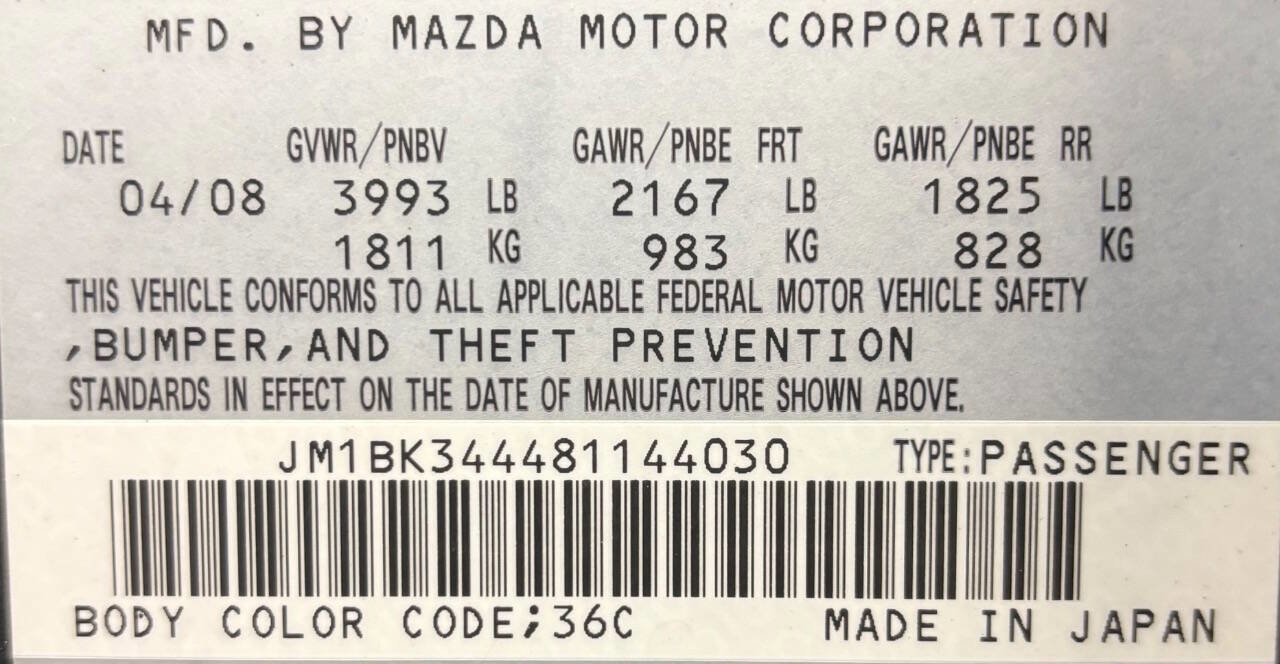 MFD. BY MAZDA MOTOR CORPORATION
DATE GVWR/PNBV GAWR/PNBE FRT GAWR/PNBE RR
04/08 3993 LB 2167 LB 1825 LB
1811 KG 983 KG 828 KG
THIS VEHICLE CONFORMS TO ALL APPLICABLE FEDERAL MOTOR VEHICLE SAFETY
,BUMPER,AND THEFT PREVENTION
STANDARDS IN EFFECT ON THE DATE OF MANUFACTURE SHOWN ABOVE.
JM1BK344481144030 TYPE:PASSENGER
BODY COLOR CODE;36C MADE IN JAPAN